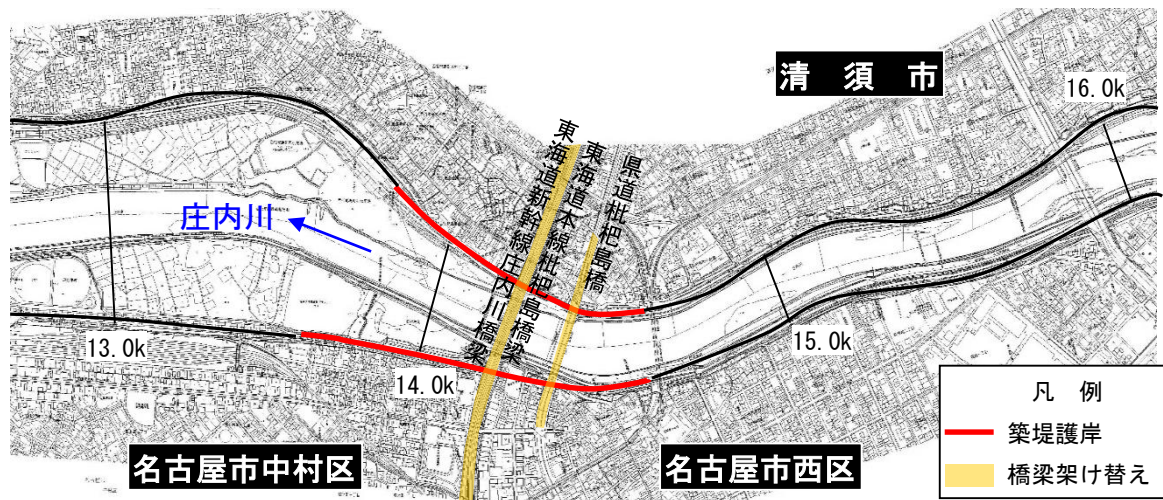 清須市
16.0k
東海道新幹線庄内川橋梁
東海道本線枇杷島橋梁
県道枇杷島橋
庄内川
13.0k
14.0k
15.0k
名古屋市中村区
名古屋市西区
凡 例
築堤護岸
橋梁架け替え